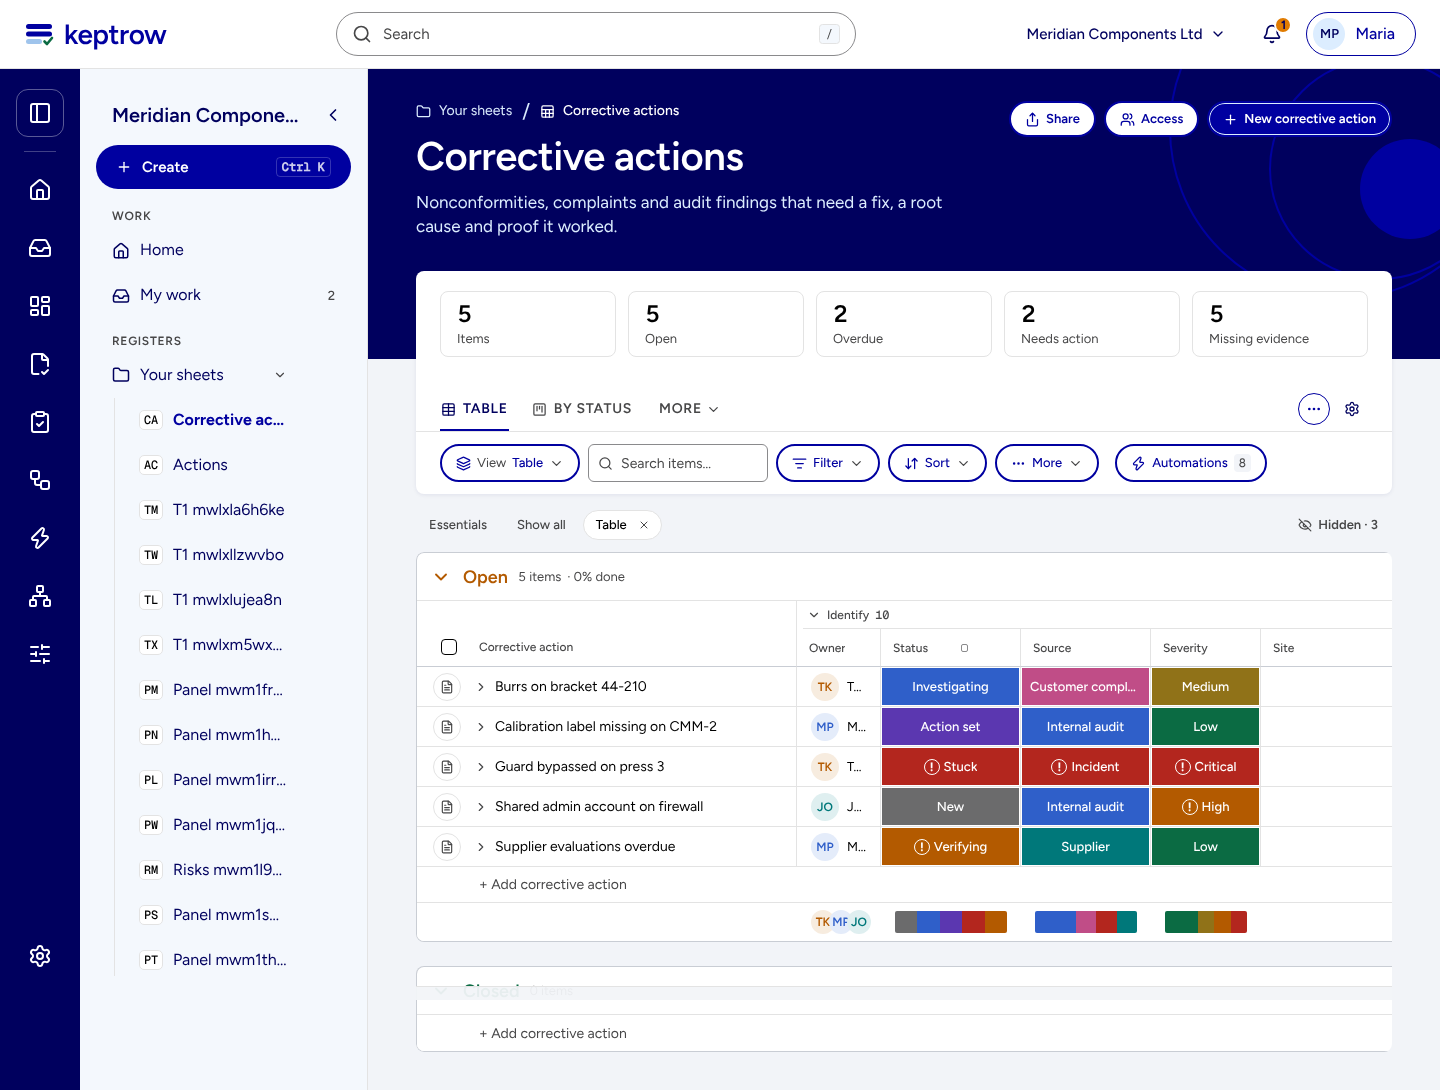 keptrow
Search
/
Meridian Components Ltd
1
MP
Maria
Meridian Compone...
Create
Ctrl K
WORK
Home
My work
2
REGISTERS
Your sheets
CA Corrective ac...
AC Actions
TM T1 mwlxla6h6ke
TW T1 mwlxllzwvbo
TL T1 mwlxlujea8n
TX T1 mwlxm5wx...
PM Panel mwm1fr...
PN Panel mwm1h...
PL Panel mwm1irr...
PW Panel mwm1jq...
RM Risks mwm1l9...
PS Panel mwm1s...
PT Panel mwm1th...
Your sheets / Corrective actions
Share
Access
New corrective action
Corrective actions
Nonconformities, complaints and audit findings that need a fix, a root
cause and proof it worked.
5
Items
5
Open
2
Overdue
2
Needs action
5
Missing evidence
TABLE
BY STATUS
MORE
View Table
Search items...
Filter
Sort
More
Automations 8
Essentials
Show all
Table
Hidden · 3
Open 5 items · 0% done
Identify 10
Corrective action
Owner
Status
Source
Severity
Site
Burrs on bracket 44-210 TK T... Investigating Customer compl... Medium
Calibration label missing on CMM-2 MP M... Action set Internal audit Low
Guard bypassed on press 3 TK T... Stuck Incident Critical
Shared admin account on firewall JO J... New Internal audit High
Supplier evaluations overdue MP M... Verifying Supplier Low
+ Add corrective action
TK MP JO
Closed 0 items
+ Add corrective action